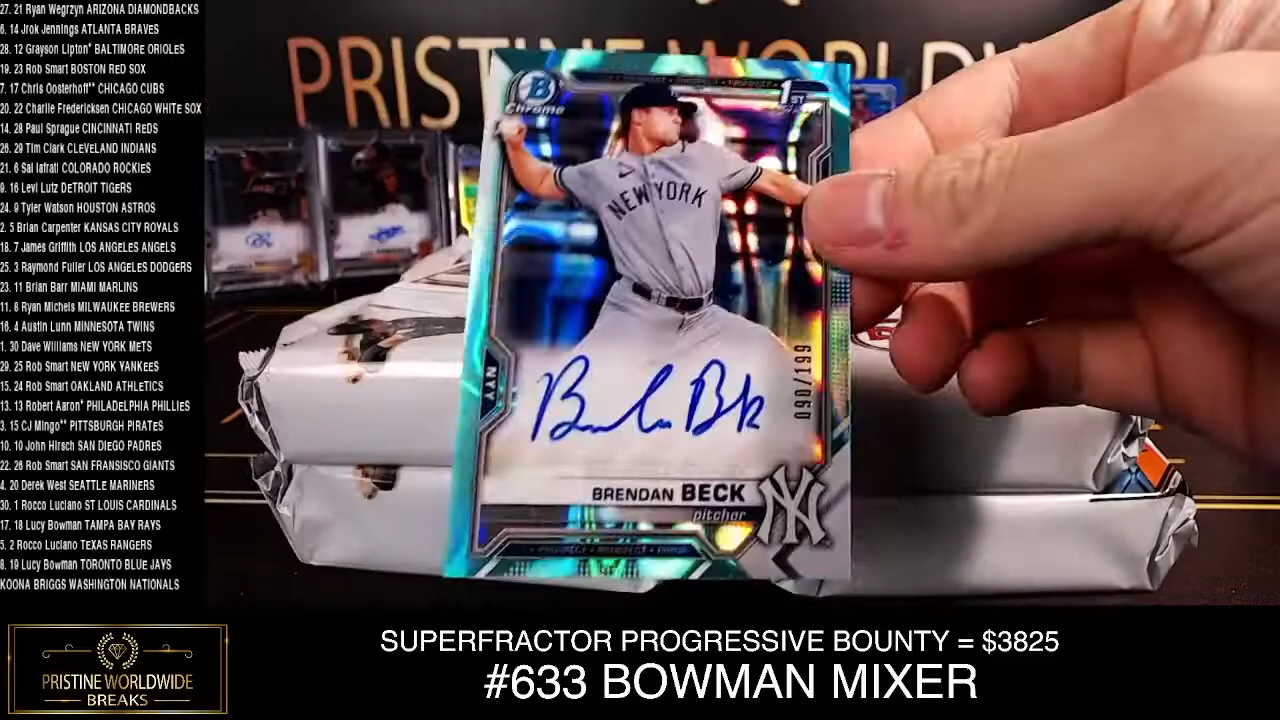 27. 21 Ryan Wegrzyn ARIZONA DIAMONDBACKS
6. 14 Jrok Jennings ATLANTA BRAVES
28. 12 Grayson Lipton* BALTIMORE ORIOLES
19. 23 Rob Smart BOSTON RED SOX
7. 17 Chris Oosterhoff** CHICAGO CUBS
20. 22 Charlie Fredericksen CHICAGO WHITE SOX
14. 28 Paul Sprague CINCINNATI REDS
26. 29 Tim Clark CLEVELAND INDIANS
21. 6 Sal Iafrati COLORADO ROCKIES
9. 16 Levi Lutz DETROIT TIGERS
24. 9 Tyler Watson HOUSTON ASTROS
2. 5 Brian Carpenter KANSAS CITY ROYALS
18. 7 James Griffith LOS ANGELES ANGELS
25. 3 Raymond Fuller LOS ANGELES DODGERS
23. 11 Brian Barr MIAMI MARLINS
11. 8 Ryan Michels MILWAUKEE BREWERS
16. 4 Austin Lunn MINNESOTA TWINS
1. 30 Dave Williams NEW YORK METS
29. 25 Rob Smart NEW YORK YANKEES
15. 24 Rob Smart OAKLAND ATHLETICS
13. 13 Robert Aaron* PHILADELPHIA PHILLIES
3. 15 CJ Mingo** PITTSBURGH PIRATES
10. 10 John Hirsch SAN DIEGO PADRES
22. 26 Rob Smart SAN FRANSISCO GIANTS
4. 20 Derek West SEATTLE MARINERS
30. 1 Rocco Luciano ST LOUIS CARDINALS
17. 18 Lucy Bowman TAMPA BAY RAYS
5. 2 Rocco Luciano TEXAS RANGERS
8. 19 Lucy Bowman TORONTO BLUE JAYS
KOONA BRIGGS WASHINGTON NATIONALS
PRISTINE WORLDW
B
Chrome
1ST
NEW YORK
NYY
090/199
BRENDAN BECK
pitcher
NY
SUPERFRACTOR PROGRESSIVE BOUNTY = $3825
#633 BOWMAN MIXER
PRISTINE WORLDWIDE
BREAKS